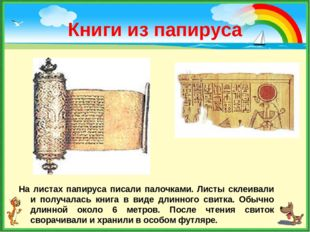 Книги из папируса
На листах папируса писали палочками. Листы склеивали
и получалась книга в виде длинного свитка. Обычно
длинной около 6 метров. После чтения свиток
сворачивали и хранили в особом футляре.